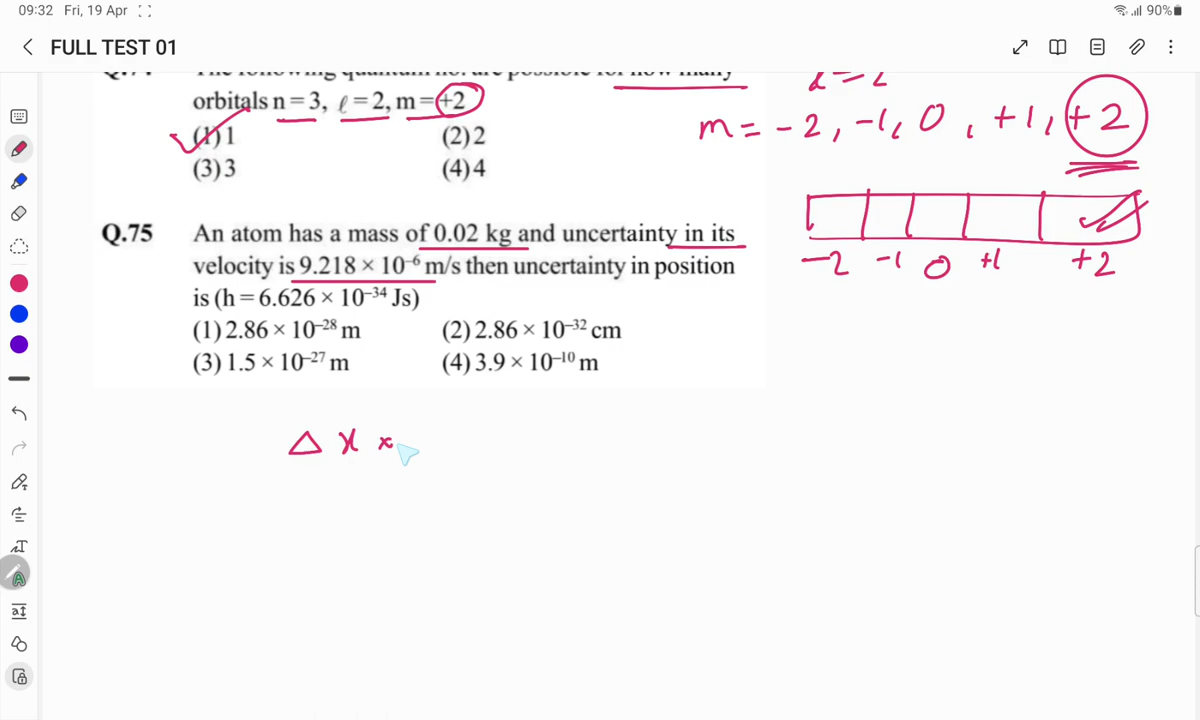 09:32 Fri, 19 Apr
90%
FULL TEST 01
orbitals n = 3, ℓ = 2, m = +2
(1) 1 (2) 2
(3) 3 (4) 4
m = -2, -1, 0, +1, +2
-2 -1 0 +1 +2
Q.75 An atom has a mass of 0.02 kg and uncertainty in its
velocity is 9.218 × 10⁻⁶ m/s then uncertainty in position
is (h = 6.626 × 10⁻³⁴ Js)
(1) 2.86 × 10⁻²⁸ m (2) 2.86 × 10⁻³² cm
(3) 1.5 × 10⁻²⁷ m (4) 3.9 × 10⁻¹⁰ m
Δ x ×